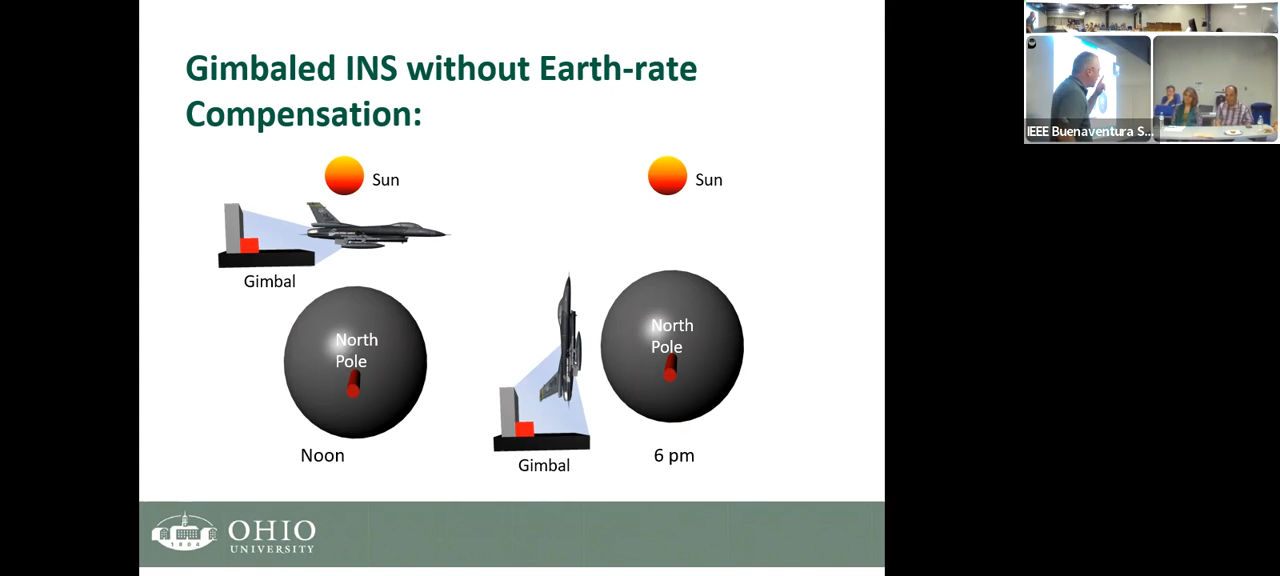 Gimbaled INS without Earth-rate
Compensation:
Sun
Sun
Gimbal
North
Pole
North
Pole
Noon
Gimbal
6 pm
1804
OHIO
UNIVERSITY
IEEE Buenaventura S...